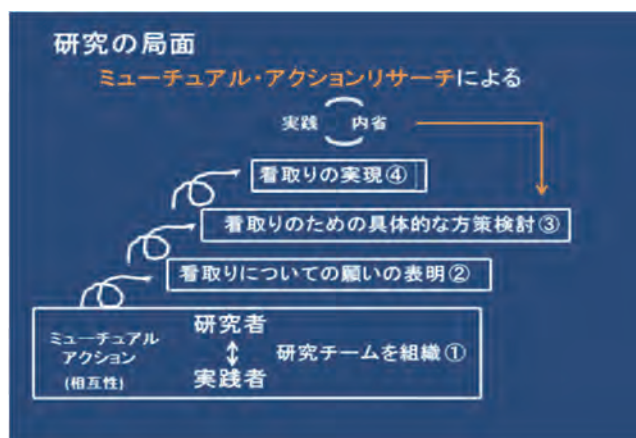 研究の局面
ミューチュアル・アクションリサーチによる
実践 内省
看取りの実現④
看取りのための具体的な方策検討③
看取りについての願いの表明②
ミューチュアル
アクション
(相互性)
研究者
実践者
研究チームを組織①